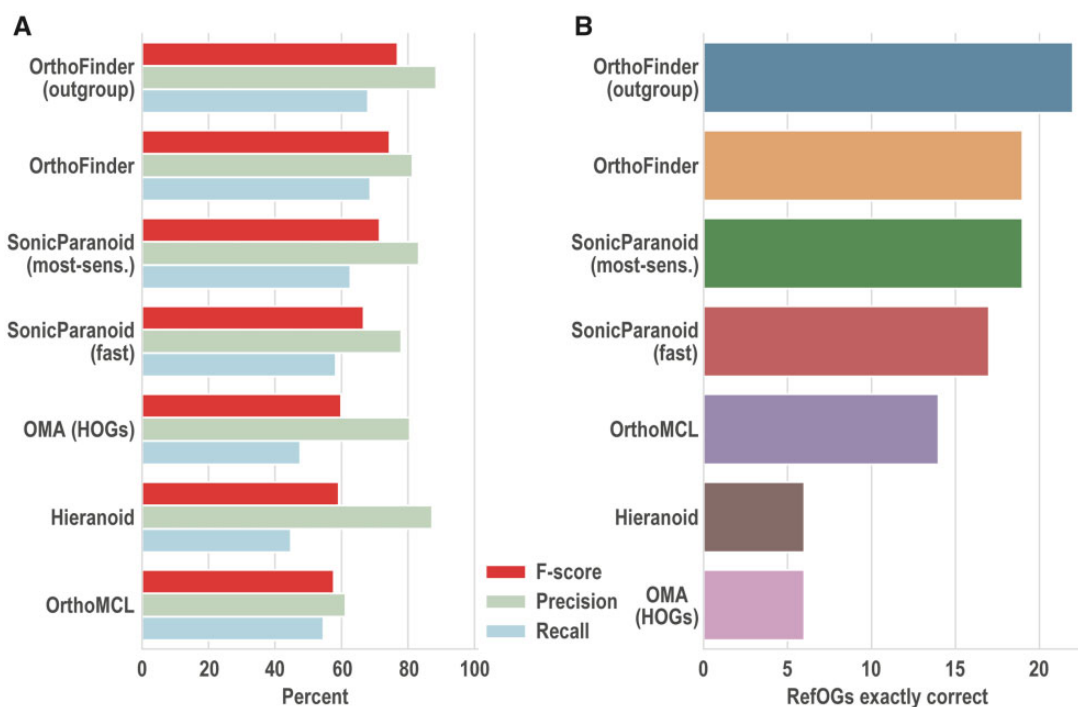 A
OrthoFinder
(outgroup)
OrthoFinder
SonicParanoid
(most-sens.)
SonicParanoid
(fast)
OMA (HOGs)
Hieranoid
OrthoMCL
F-score
Precision
Recall
0 20 40 60 80 100
Percent
B
OrthoFinder
(outgroup)
OrthoFinder
SonicParanoid
(most-sens.)
SonicParanoid
(fast)
OrthoMCL
Hieranoid
OMA
(HOGs)
0 5 10 15 20
RefOGs exactly correct